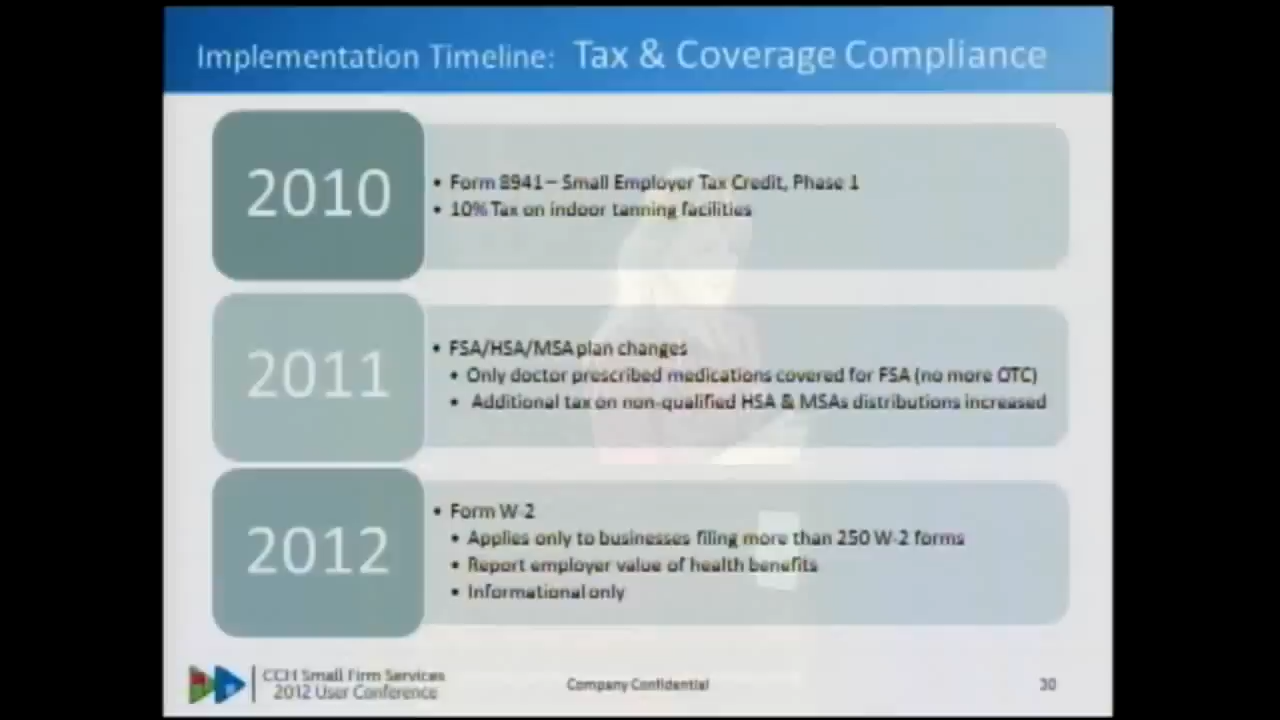 Implementation Timeline: Tax & Coverage Compliance
2010
• Form 8941 – Small Employer Tax Credit, Phase 1
• 10% Tax on indoor tanning facilities
2011
• FSA/HSA/MSA plan changes
• Only doctor prescribed medications covered for FSA (no more OTC)
• Additional tax on non-qualified HSA & MSAs distributions increased
2012
• Form W-2
• Applies only to businesses filing more than 250 W-2 forms
• Report employer value of health benefits
• Informational only
CCH Small Firm Services
2012 User Conference
Company Confidential
30